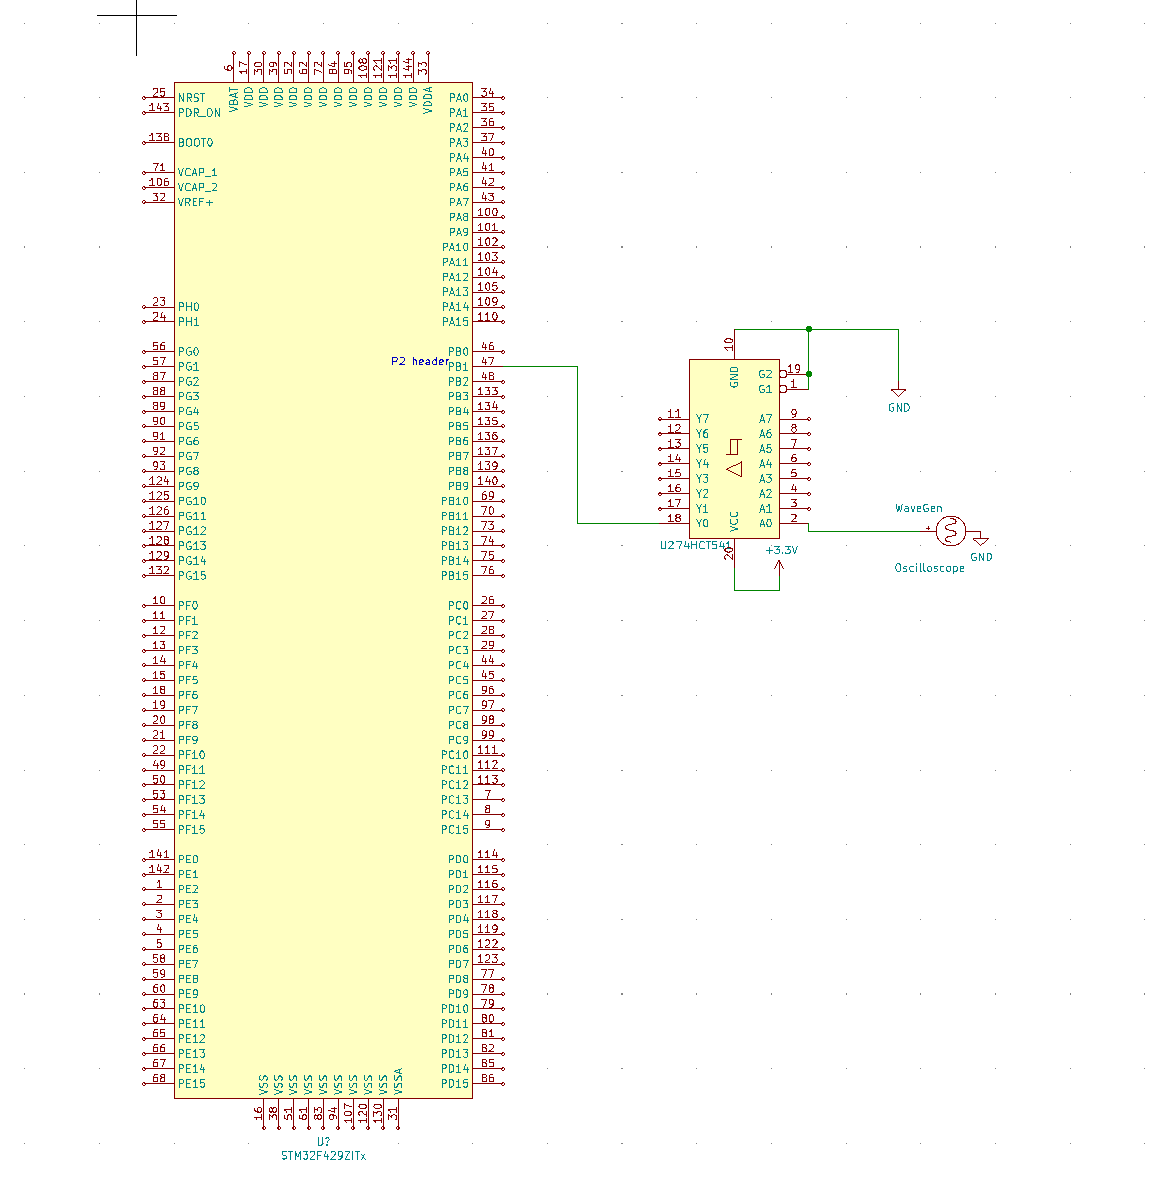 6 17 30 39 52 62 72 84 95 108 121 131 144 33
VBAT VDD VDD VDD VDD VDD VDD VDD VDD VDD VDD VDD VDD VDDA
25 NRST PA0 34
143 PDR_ON PA1 35
PA2 36
138 BOOT0 PA3 37
PA4 40
71 VCAP_1 PA5 41
106 VCAP_2 PA6 42
32 VREF+ PA7 43
PA8 100
PA9 101
PA10 102
PA11 103
PA12 104
PA13 105
23 PH0 PA14 109
24 PH1 PA15 110
56 PG0 PB0 46
57 PG1 P2 header PB1 47
87 PG2 PB2 48
88 PG3 PB3 133
89 PG4 PB4 134
90 PG5 PB5 135
91 PG6 PB6 136
92 PG7 PB7 137
93 PG8 PB8 139
124 PG9 PB9 140
125 PG10 PB10 69
126 PG11 PB11 70
127 PG12 PB12 73
128 PG13 PB13 74
129 PG14 PB14 75
132 PG15 PB15 76
10 PF0 PC0 26
11 PF1 PC1 27
12 PF2 PC2 28
13 PF3 PC3 29
14 PF4 PC4 44
15 PF5 PC5 45
18 PF6 PC6 96
19 PF7 PC7 97
20 PF8 PC8 98
21 PF9 PC9 99
22 PF10 PC10 111
49 PF11 PC11 112
50 PF12 PC12 113
53 PF13 PC13 7
54 PF14 PC14 8
55 PF15 PC15 9
141 PE0 PD0 114
142 PE1 PD1 115
1 PE2 PD2 116
2 PE3 PD3 117
3 PE4 PD4 118
4 PE5 PD5 119
5 PE6 PD6 122
58 PE7 PD7 123
59 PE8 PD8 77
60 PE9 PD9 78
63 PE10 PD10 79
64 PE11 PD11 80
65 PE12 PD12 81
66 PE13 PD13 82
67 PE14 PD14 85
68 PE15 PD15 86
VSS VSS VSS VSS VSS VSS VSS VSS VSS VSSA
16 38 51 61 83 94 107 120 130 31
U?
STM32F429ZITx
10
GND G2 19
G1 1
GND
11 Y7 A7 9
12 Y6 A6 8
13 Y5 A5 7
14 Y4 A4 6
15 Y3 A3 5
16 Y2 A2 4
17 Y1 A1 3
18 Y0 VCC A0 2
U274HCT541
20
+3.3V
WaveGen
+
GND
Oscilloscope